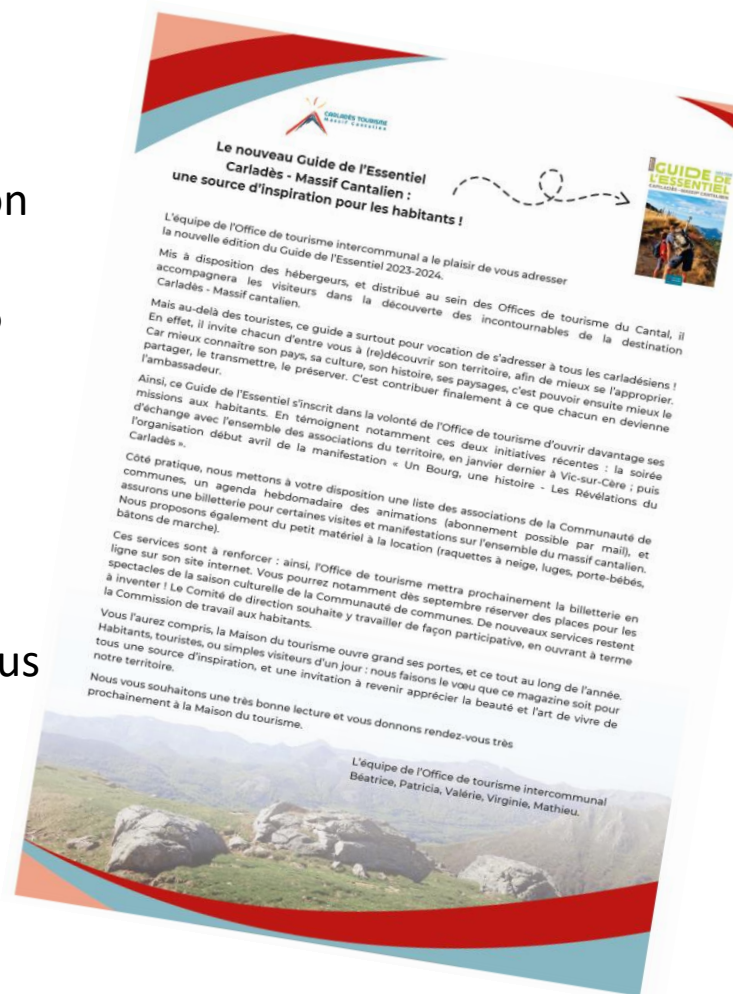 on
us
CARLADÈS TOURISME
Massif Cantalien
Le nouveau Guide de l'Essentiel
Carladès - Massif Cantalien :
une source d'inspiration pour les habitants !
GUIDE DE
L'ESSENTIEL
CARLADÈS - MASSIF CANTALIEN
L'équipe de l'Office de tourisme intercommunal a le plaisir de vous adresser
la nouvelle édition du Guide de l'Essentiel 2023-2024.
Mis à disposition des hébergeurs, et distribué au sein des Offices de tourisme du Cantal, il
accompagnera les visiteurs dans la découverte des incontournables de la destination
Carladès - Massif cantalien.
Mais au-delà des touristes, ce guide a surtout pour vocation de s'adresser à tous les carladésiens !
En effet, il invite chacun d'entre vous à (re)découvrir son territoire, afin de mieux se l'approprier.
Car mieux connaître son pays, sa culture, son histoire, ses paysages, c'est pouvoir ensuite mieux le
partager, le transmettre, le préserver. C'est contribuer finalement à ce que chacun en devienne
l'ambassadeur.
Ainsi, ce Guide de l'Essentiel s'inscrit dans la volonté de l'Office de tourisme d'ouvrir davantage ses
missions aux habitants. En témoignent notamment ces deux initiatives récentes : la soirée
d'échange avec l'ensemble des associations du territoire, en janvier dernier à Vic-sur-Cère ; puis
l'organisation début avril de la manifestation « Un Bourg, une histoire - Les Révélations du
Carladès ».
Côté pratique, nous mettons à votre disposition une liste des associations de la Communauté de
communes, un agenda hebdomadaire des animations (abonnement possible par mail), et
assurons une billetterie pour certaines visites et manifestations sur l'ensemble du massif cantalien.
Nous proposons également du petit matériel à la location (raquettes à neige, luges, porte-bébés,
bâtons de marche).
Ces services sont à renforcer : ainsi, l'Office de tourisme mettra prochainement la billetterie en
ligne sur son site internet. Vous pourrez notamment dès septembre réserver des places pour les
spectacles de la saison culturelle de la Communauté de communes. De nouveaux services restent
à inventer ! Le Comité de direction souhaite y travailler de façon participative, en ouvrant à terme
la Commission de travail aux habitants.
Vous l'aurez compris, la Maison du tourisme ouvre grand ses portes, et ce tout au long de l'année.
Habitants, touristes, ou simples visiteurs d'un jour : nous faisons le vœu que ce magazine soit pour
tous une source d'inspiration, et une invitation à revenir apprécier la beauté et l'art de vivre de
notre territoire.
Nous vous souhaitons une très bonne lecture et vous donnons rendez-vous très
prochainement à la Maison du tourisme.
L'équipe de l'Office de tourisme intercommunal
Béatrice, Patricia, Valérie, Virginie, Mathieu.